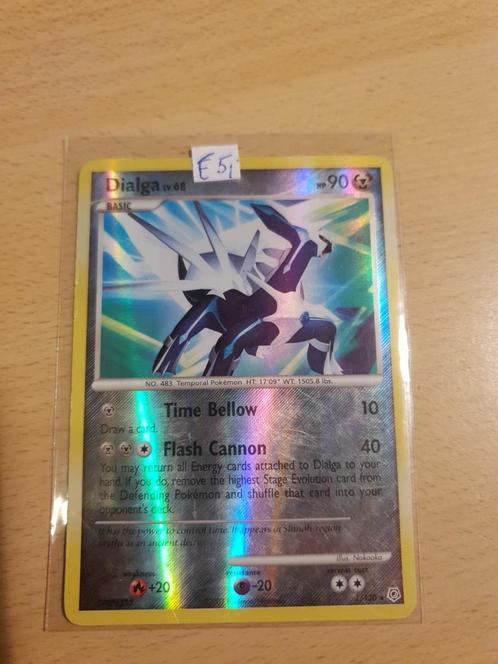 E5,-
Dialga LV.68
HP 90
BASIC
NO. 483 Temporal Pokémon HT: 17'09" WT: 1505.8 lbs.
Time Bellow 10
Draw a card.
Flash Cannon 40
You may return all Energy cards attached to Dialga to your
hand. If you do, remove the highest Stage Evolution card from
the Defending Pokémon and shuffle that card into your
opponent's deck.
It has the power to control time. It appears in Sinnoh-region
myths as an ancient deity.
Illus. Nakaoka
weakness
+20
resistance
-20
retreat cost
1/130